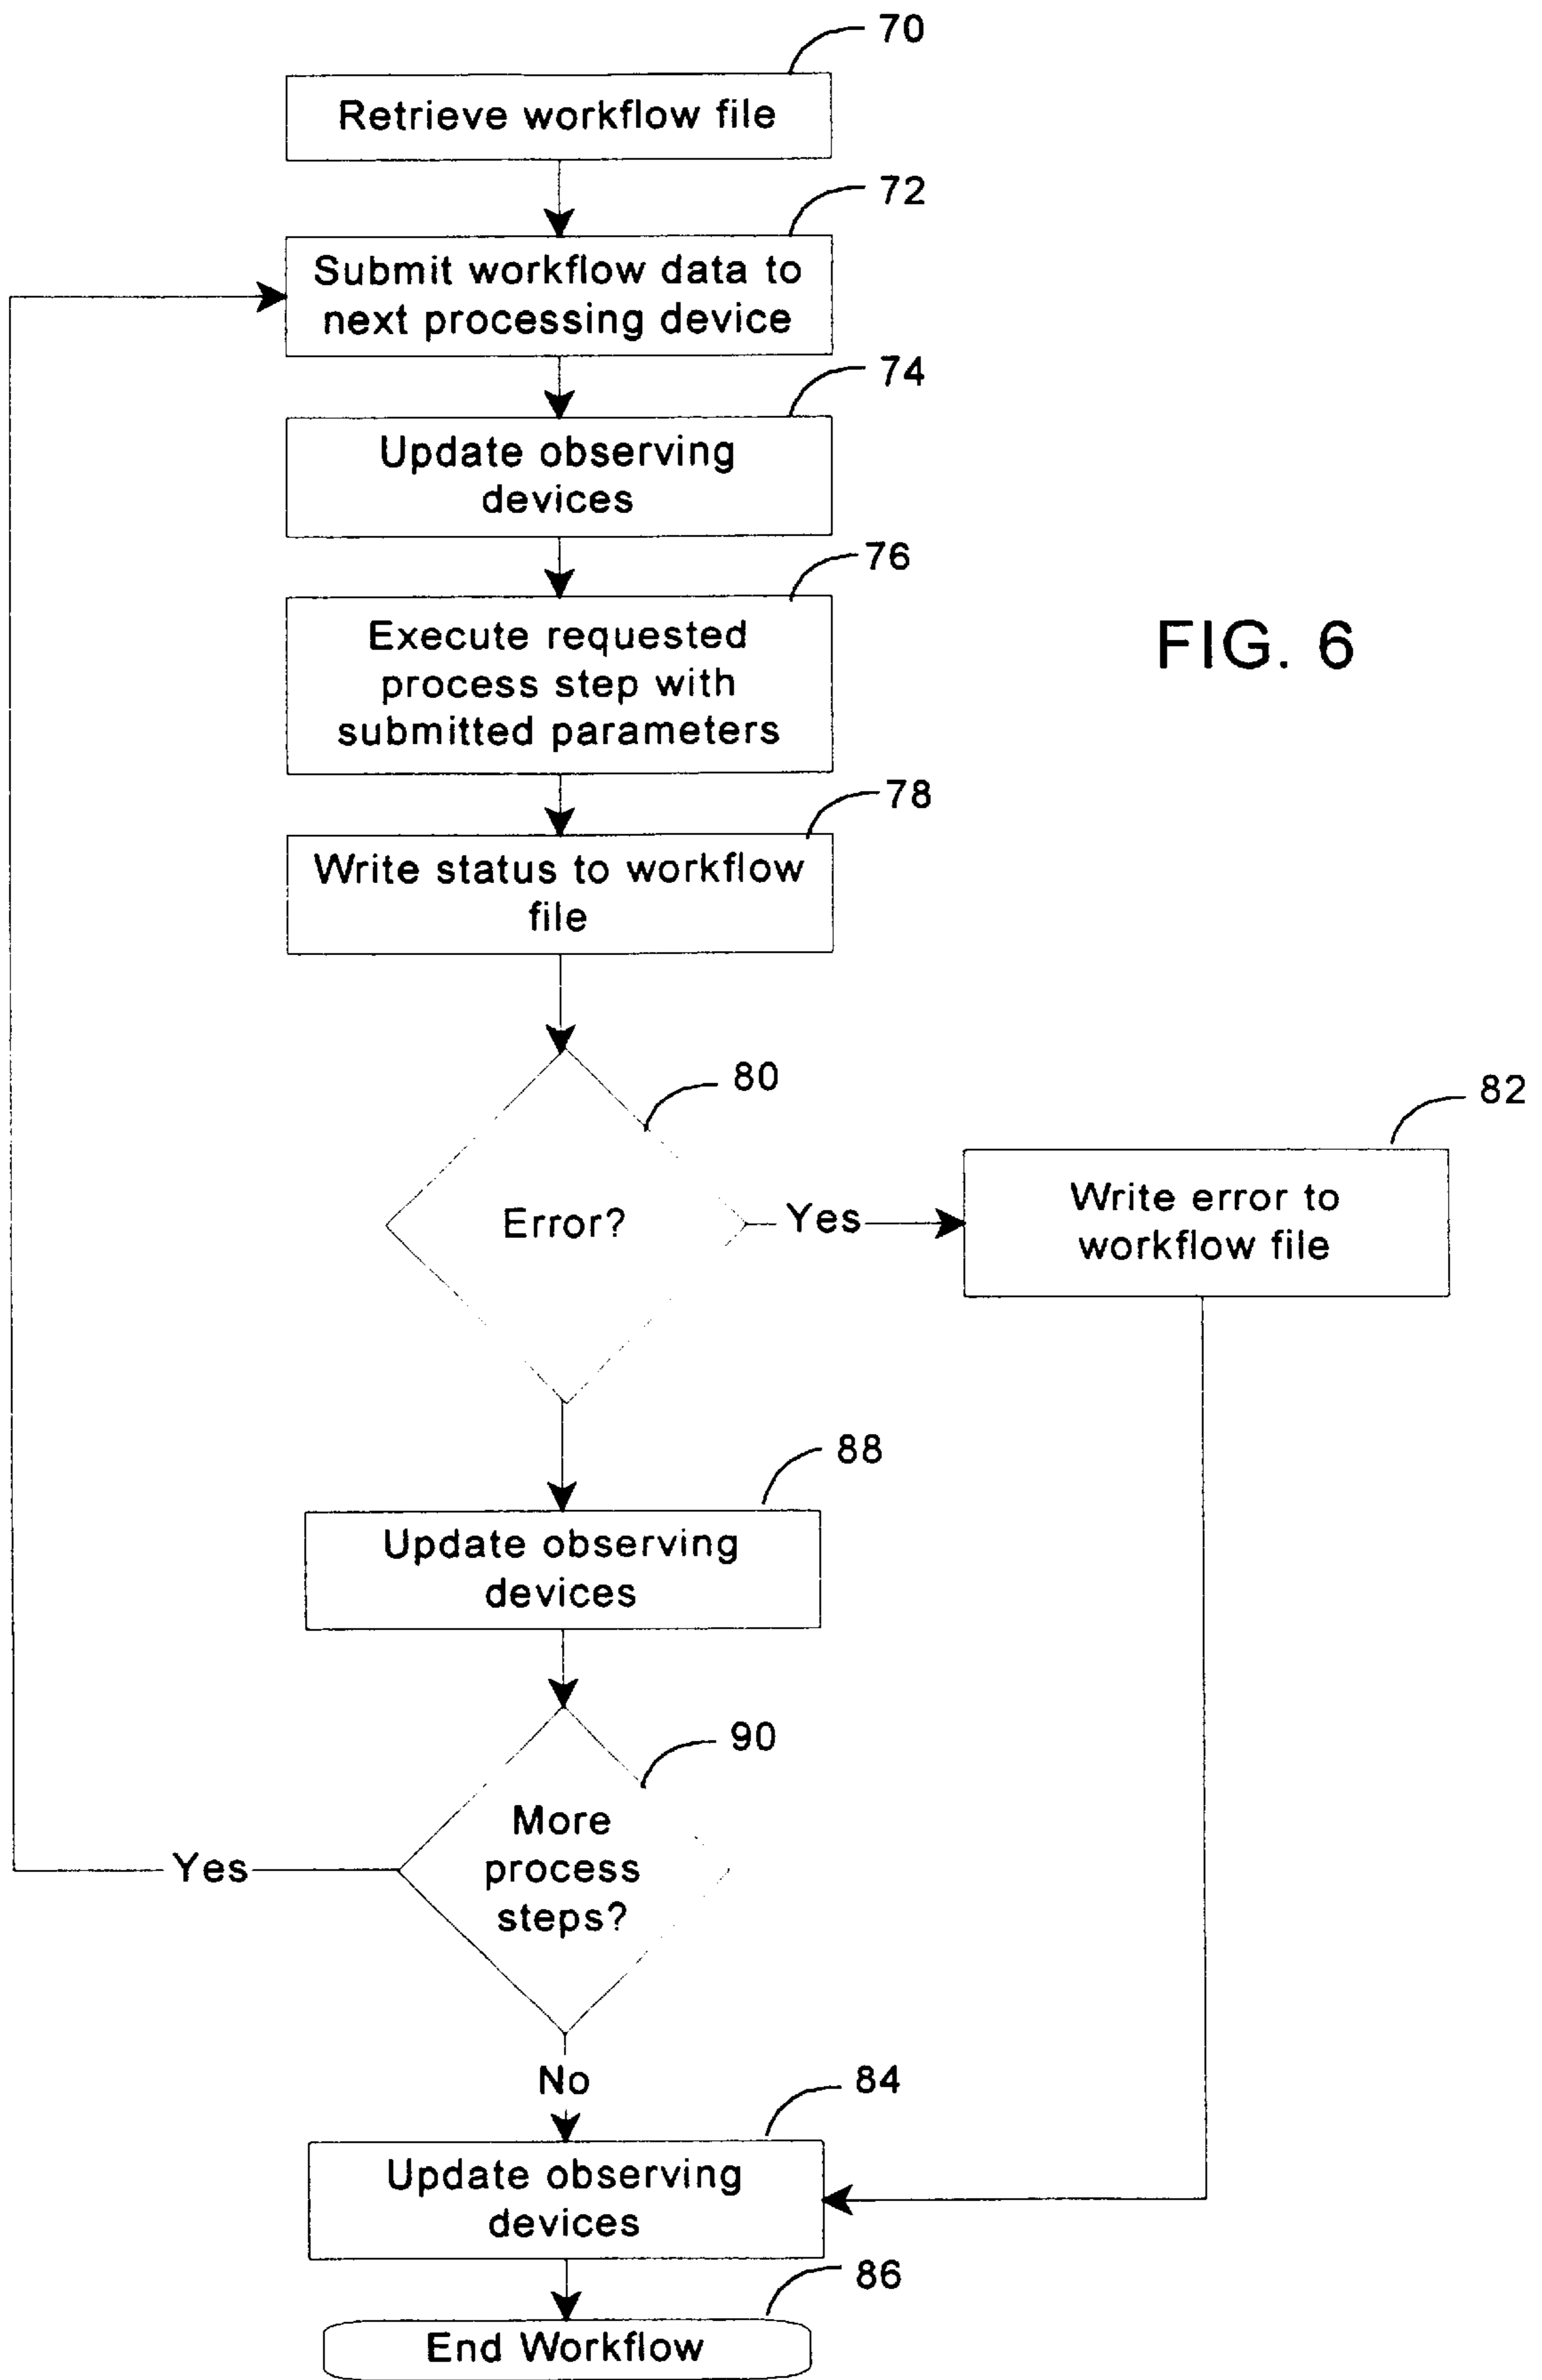 70
Retrieve workflow file
72
Submit workflow data to
next processing device
74
Update observing
devices
76
Execute requested
process step with
submitted parameters
FIG. 6
78
Write status to workflow
file
80
Error?
Yes
82
Write error to
workflow file
88
Update observing
devices
90
More
process
steps?
Yes
No
84
Update observing
devices
86
End Workflow